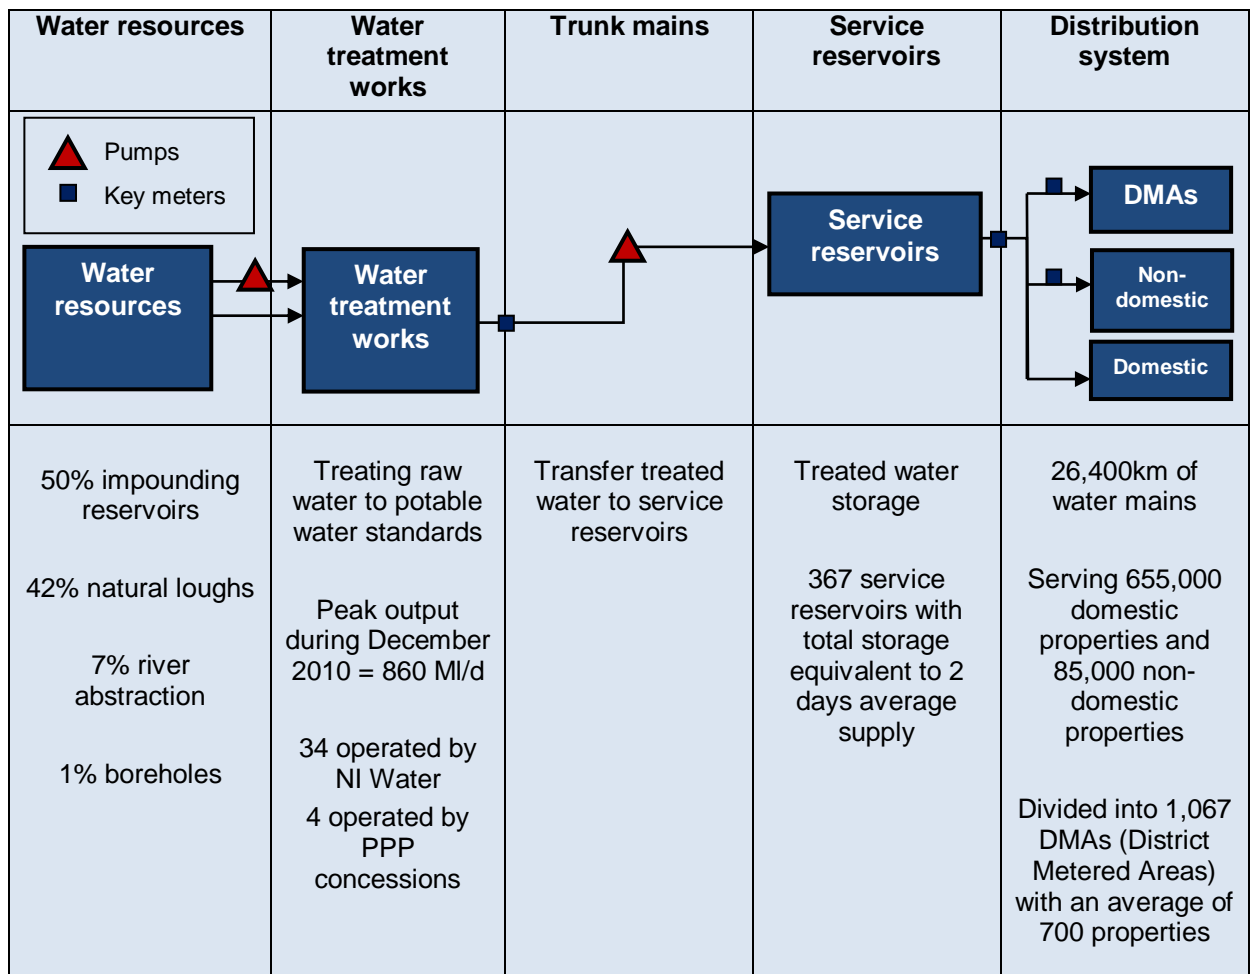 Water resources
Water
treatment
works
Trunk mains
Service
reservoirs
Distribution
system
Pumps
Key meters
Water
resources
Water
treatment
works
Service
reservoirs
DMAs
Non-
domestic
Domestic
50% impounding
reservoirs
42% natural loughs
7% river
abstraction
1% boreholes
Treating raw
water to potable
water standards
Peak output
during December
2010 = 860 Ml/d
34 operated by
NI Water
4 operated by
PPP
concessions
Transfer treated
water to service
reservoirs
Treated water
storage
367 service
reservoirs with
total storage
equivalent to 2
days average
supply
26,400km of
water mains
Serving 655,000
domestic
properties and
85,000 non-
domestic
properties
Divided into 1,067
DMAs (District
Metered Areas)
with an average of
700 properties